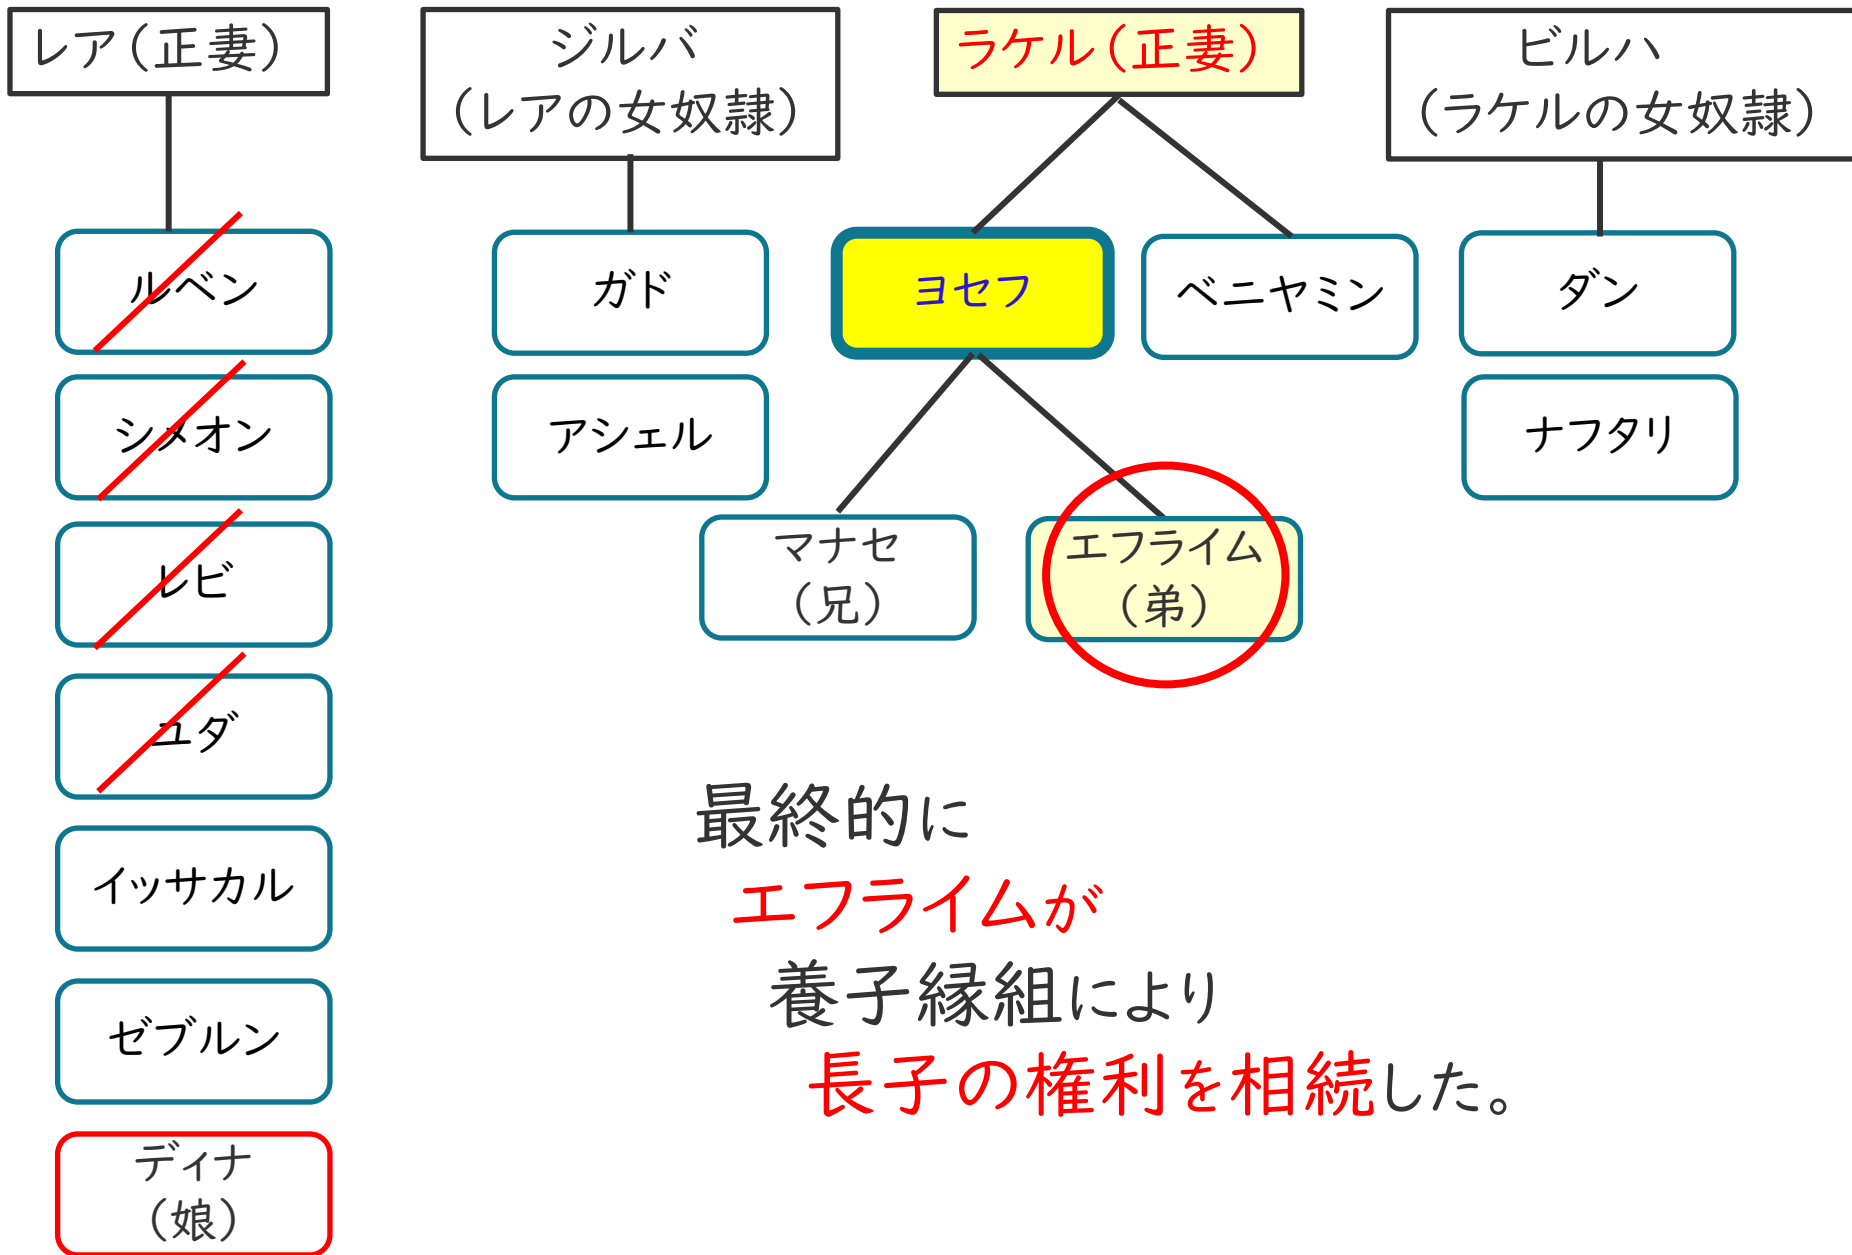 レア（正妻）
ジルバ
（レアの女奴隷）
ラケル（正妻）
ビルハ
（ラケルの女奴隷）
ルベン
ガド
ヨセフ
ベニヤミン
ダン
シメオン
アシェル
ナフタリ
レビ
マナセ
（兄）
エフライム
（弟）
ユダ
イッサカル
ゼブルン
ディナ
（娘）
最終的に
エフライムが
養子縁組により
長子の権利を相続した。